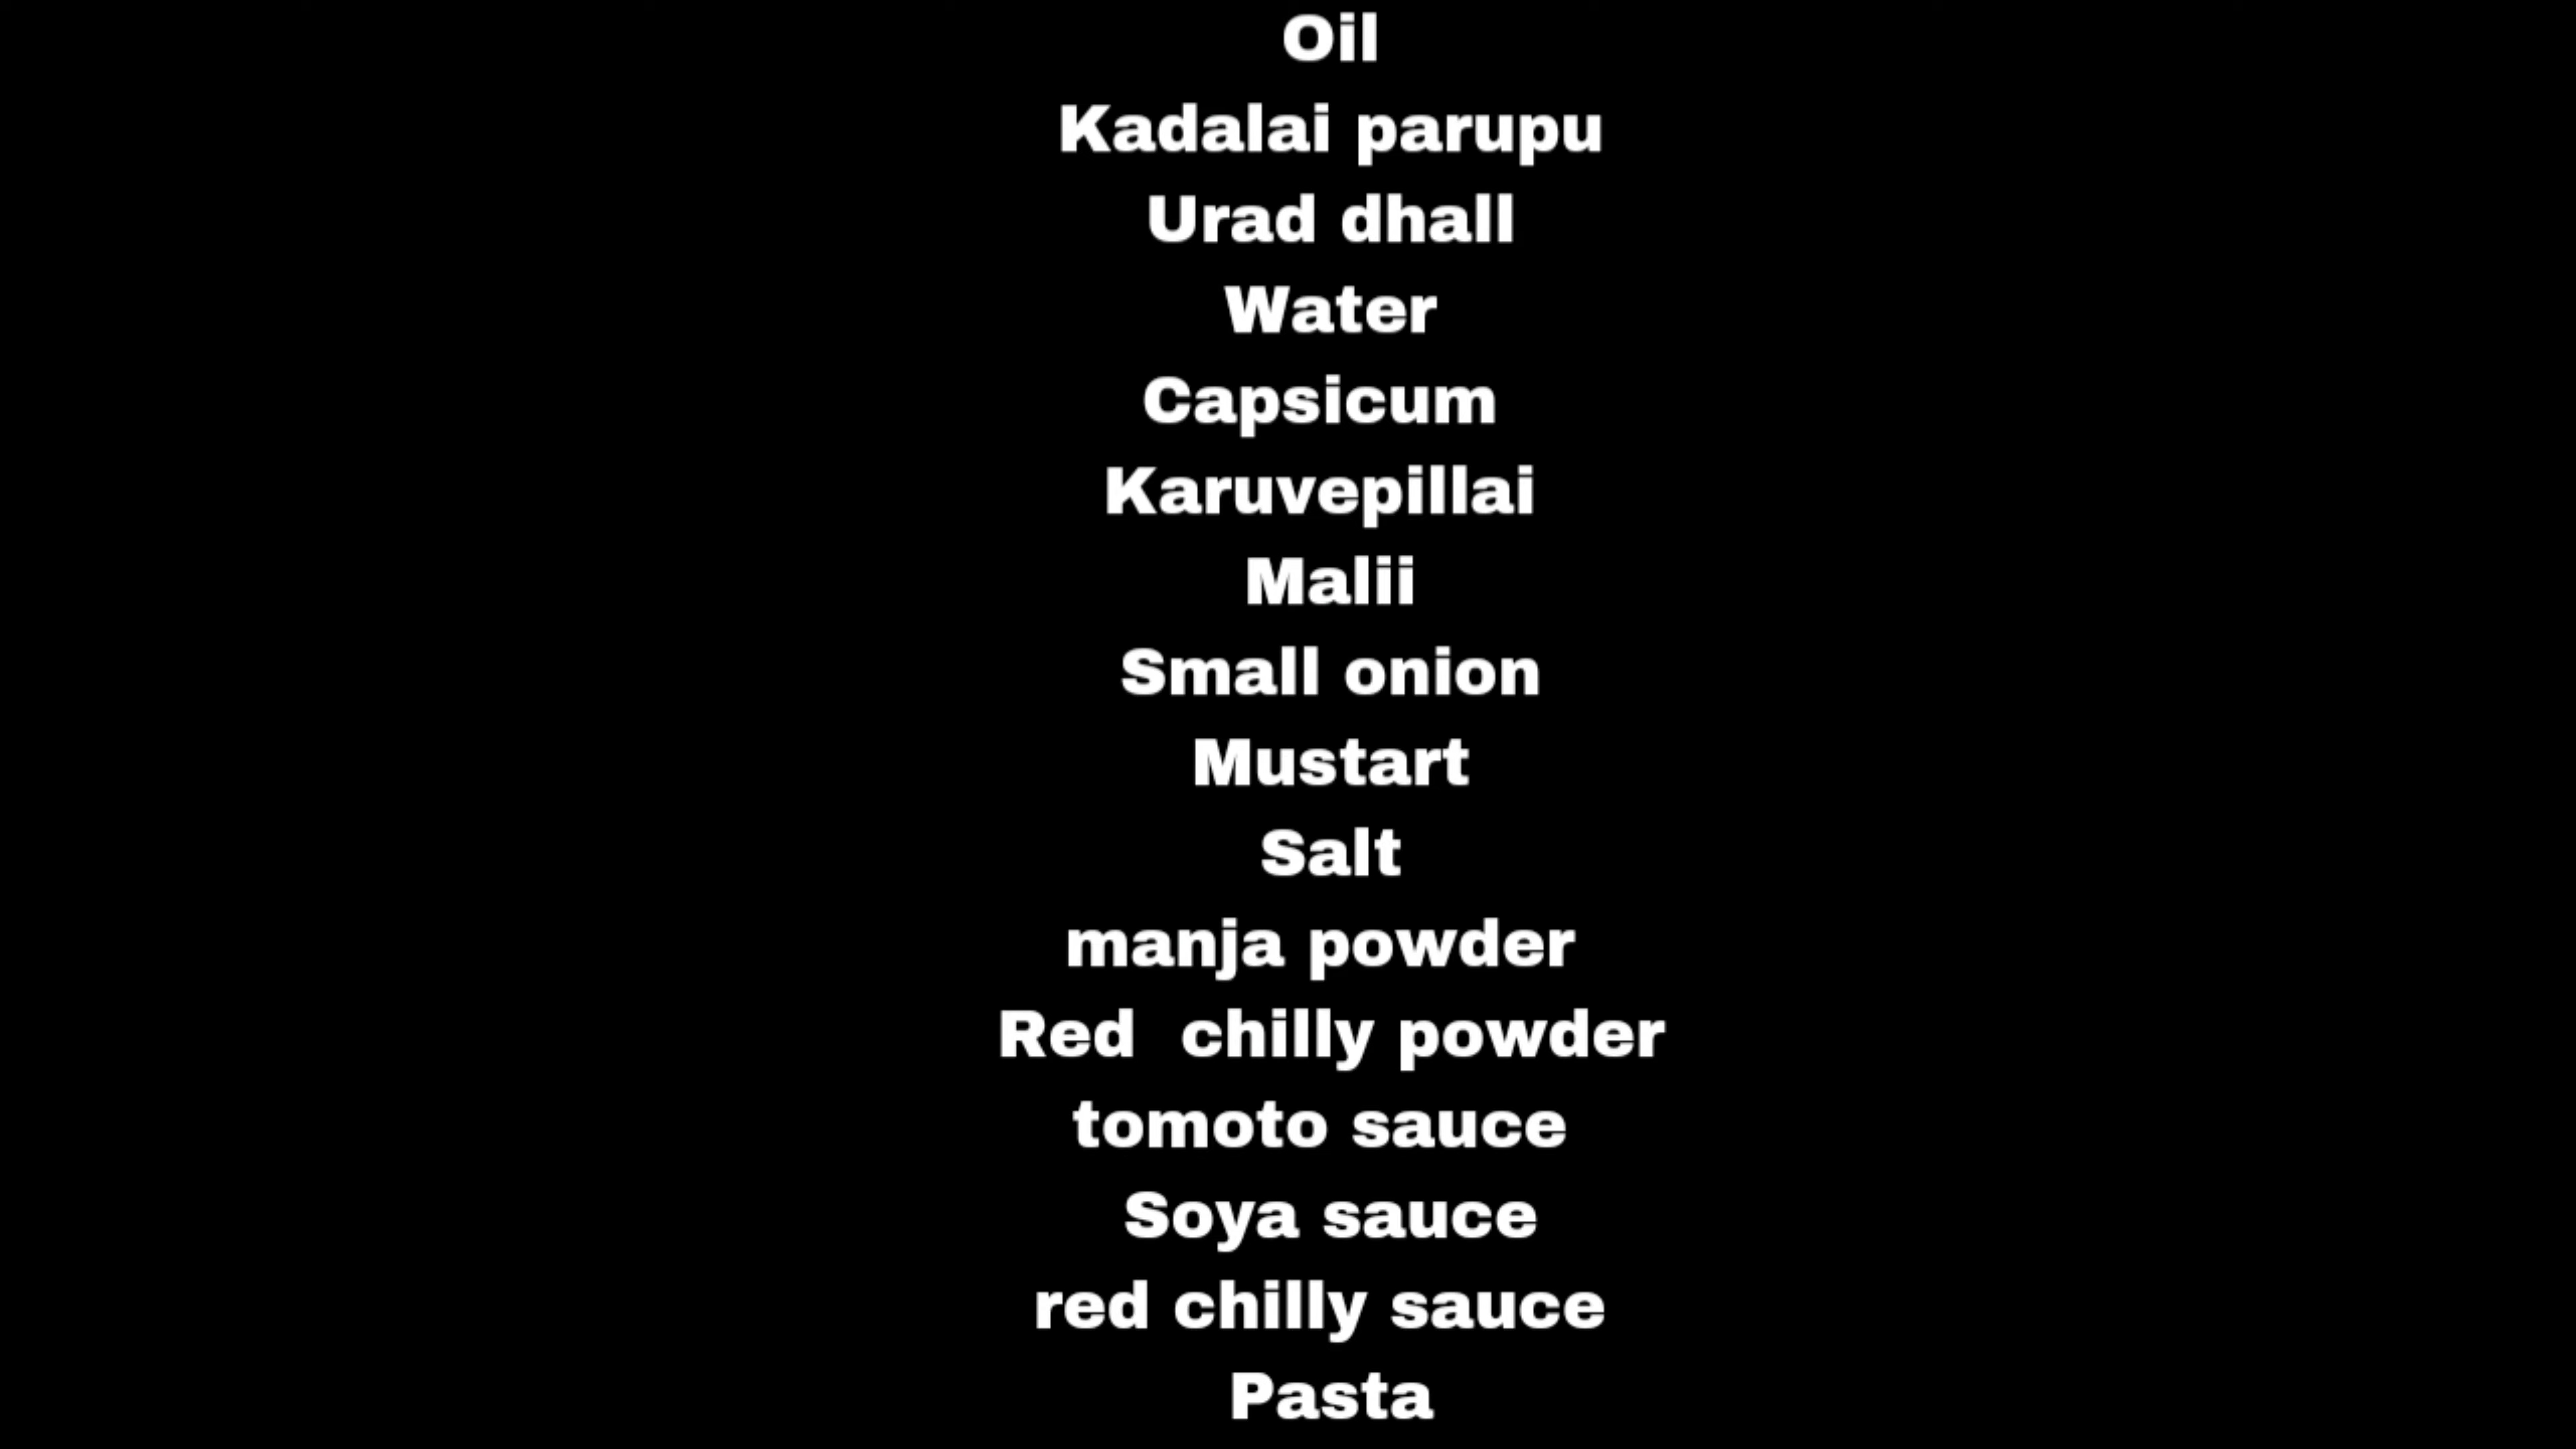 Oil
Kadalai parupu
Urad dhall
Water
Capsicum
Karuvepillai
Malii
Small onion
Mustart
Salt
manja powder
Red  chilly powder
tomoto sauce
Soya sauce
red chilly sauce
Pasta